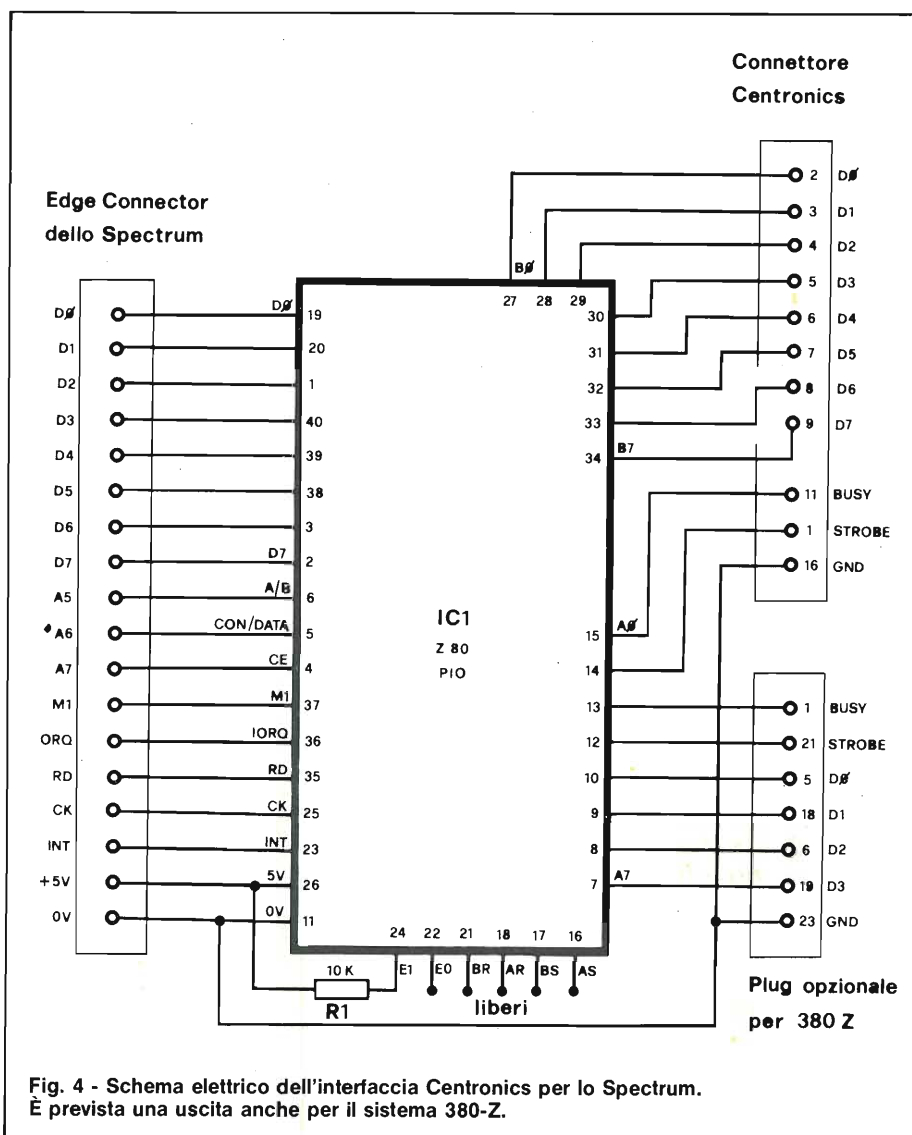 Connettore
Centronics
Edge Connector
dello Spectrum
DØ
D1
D2
D3
D4
D5
D6
D7
A5
A6
A7
M1
ORQ
RD
CK
INT
+5V
0V
DØ 19
20
1
40
39
38
3
D7 2
A/B 6
CON/DATA 5
CE 4
M1 37
IORQ 36
RD 35
CK 25
INT 23
5V 26
0V 11
IC1
Z 80
PIO
BØ
27 28 29
30
31
32
33
34 B7
15 AØ
14
13
12
10
9
8
7 A7
2 DØ
3 D1
4 D2
5 D3
6 D4
7 D5
8 D6
9 D7
11 BUSY
1 STROBE
16 GND
1 BUSY
21 STROBE
5 DØ
18 D1
6 D2
19 D3
23 GND
24 22 21 18 17 16
E1 E0 BR AR BS AS
10 K
R1
liberi
Plug opzionale
per 380 Z
Fig. 4 - Schema elettrico dell'interfaccia Centronics per lo Spectrum.
È prevista una uscita anche per il sistema 380-Z.